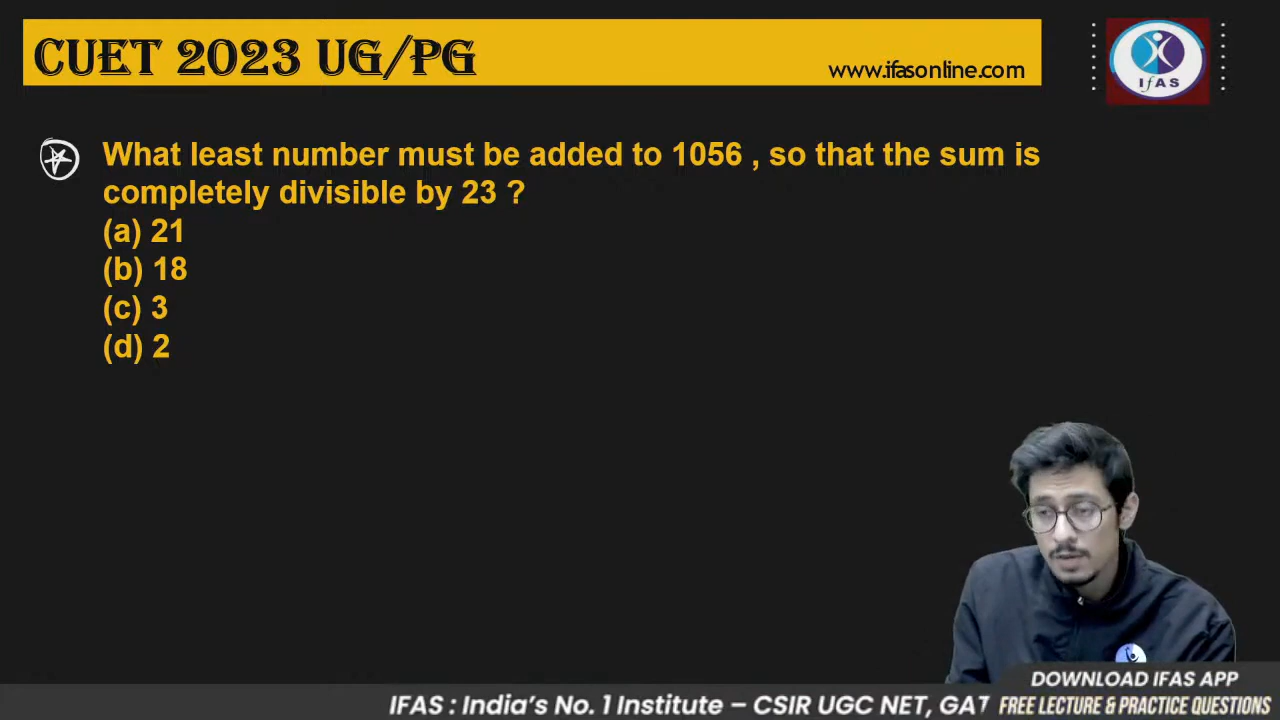 CUET 2023 UG/PG
www.ifasonline.com
IfAS
What least number must be added to 1056 , so that the sum is
completely divisible by 23 ?
(a) 21
(b) 18
(c) 3
(d) 2
DOWNLOAD IFAS APP
IFAS : India's No. 1 Institute – CSIR UGC NET, GAT
FREE LECTURE & PRACTICE QUESTIONS